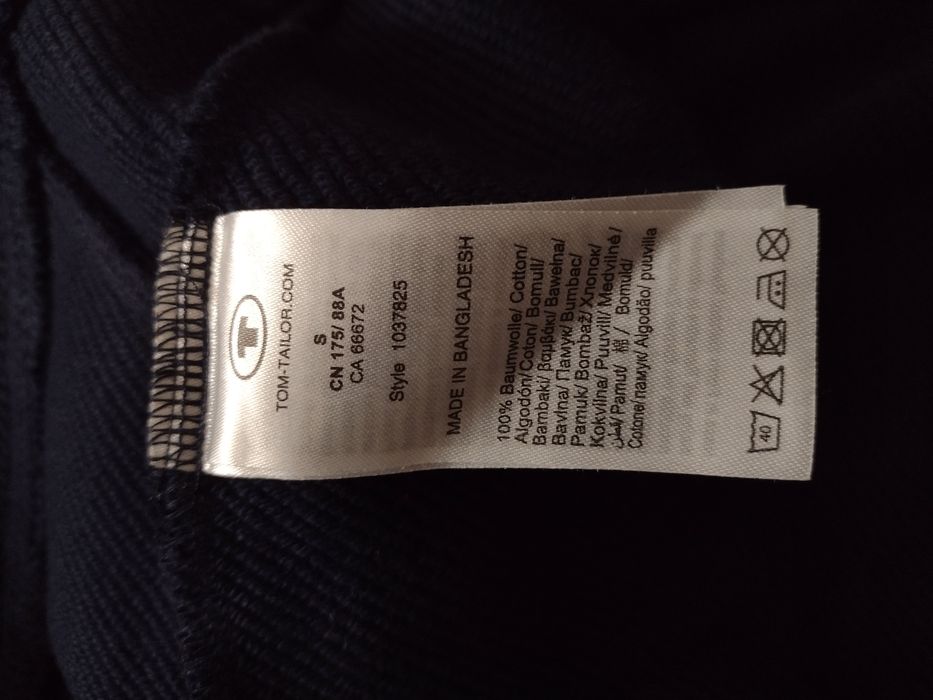 T
TOM-TAILOR.COM
S
CN 175/ 88A
CA 66672
Style 1037825
MADE IN BANGLADESH
100% Baumwolle/ Cotton/
Algodón/ Coton/ Bomull/
Bambaki/ βαμβάκι/ Bawełna/
Bavlna/ Памук/ Bumbac/
Pamuk/ Bombaž/ Хлопок/
Kokvilna/ Puuvill/ Medvilnė/
قطن/ Pamut/ 棉 / Bomuld/
Cotone/ памук/ Algodão/ puuvilla
40